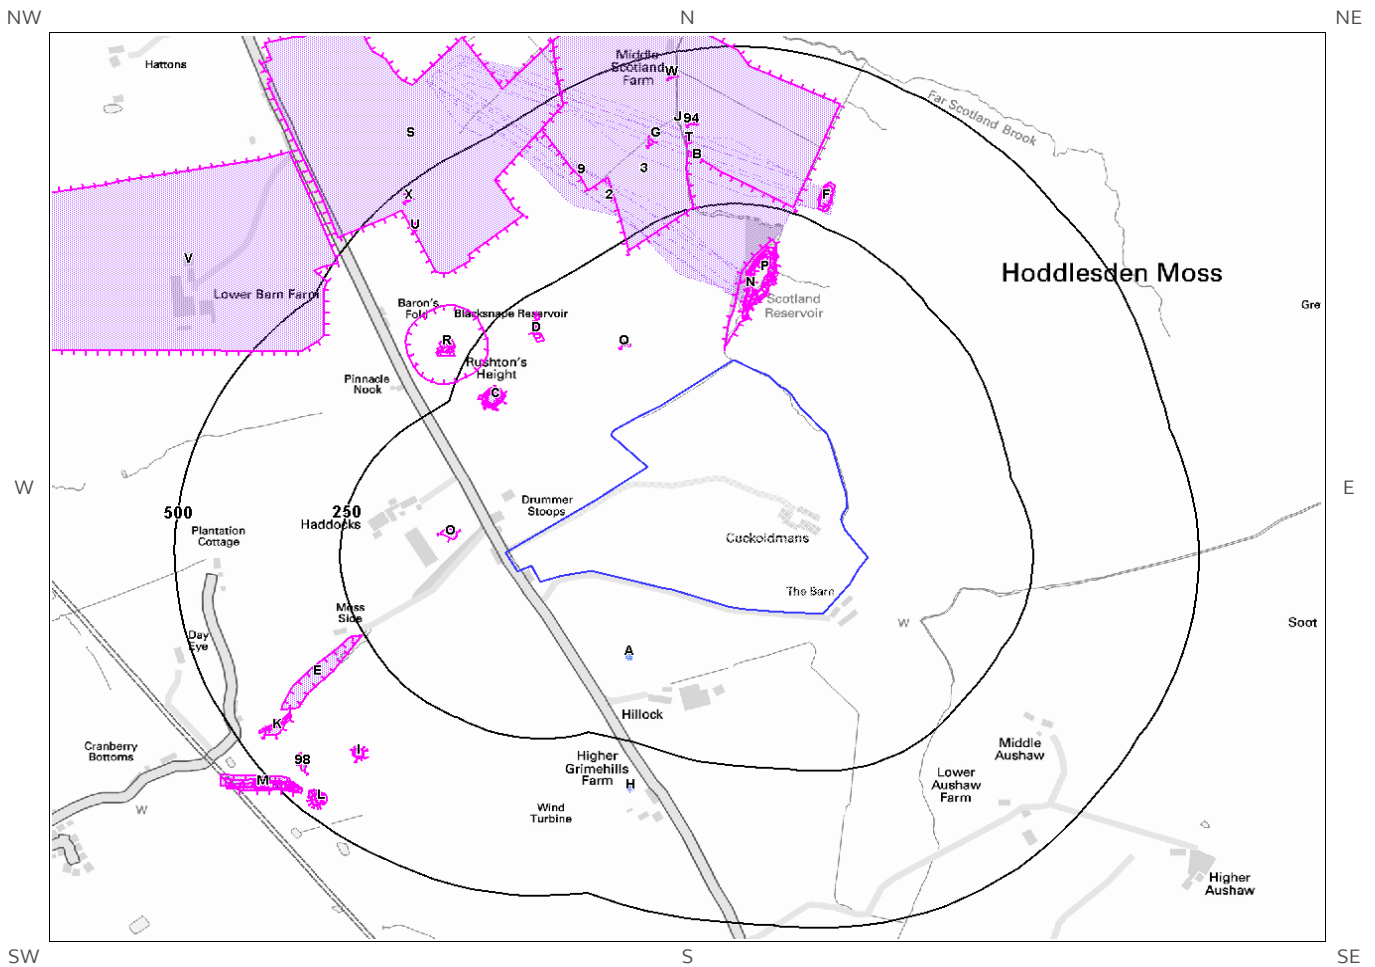 NW
N
NE
Hattons
Middle
Scotland
Farm
W
Far Scotland Brook
J 94
S
G
T
B
9
3
X
2
F
U
V
P
Hoddlesden Moss
N
Lower Barn Farm
Baron's
Fold
Blacksnape Reservoir
Scotland
Reservoir
Gre
D
R
Q
Rushton's
Height
Pinnacle
Nook
C
W
E
Drummer
Stoops
500
250
Haddocks
Plantation
Cottage
O
Cuckoldmans
The Barn
Moss
Side
W
Soot
Day
Eye
A
E
Hillock
K
Cranberry
Bottoms
I
98
Middle
Aushaw
Higher
Grimehills
Farm
M
H
Lower
Aushaw
Farm
L
W
Wind
Turbine
Higher
Aushaw
SW
S
SE